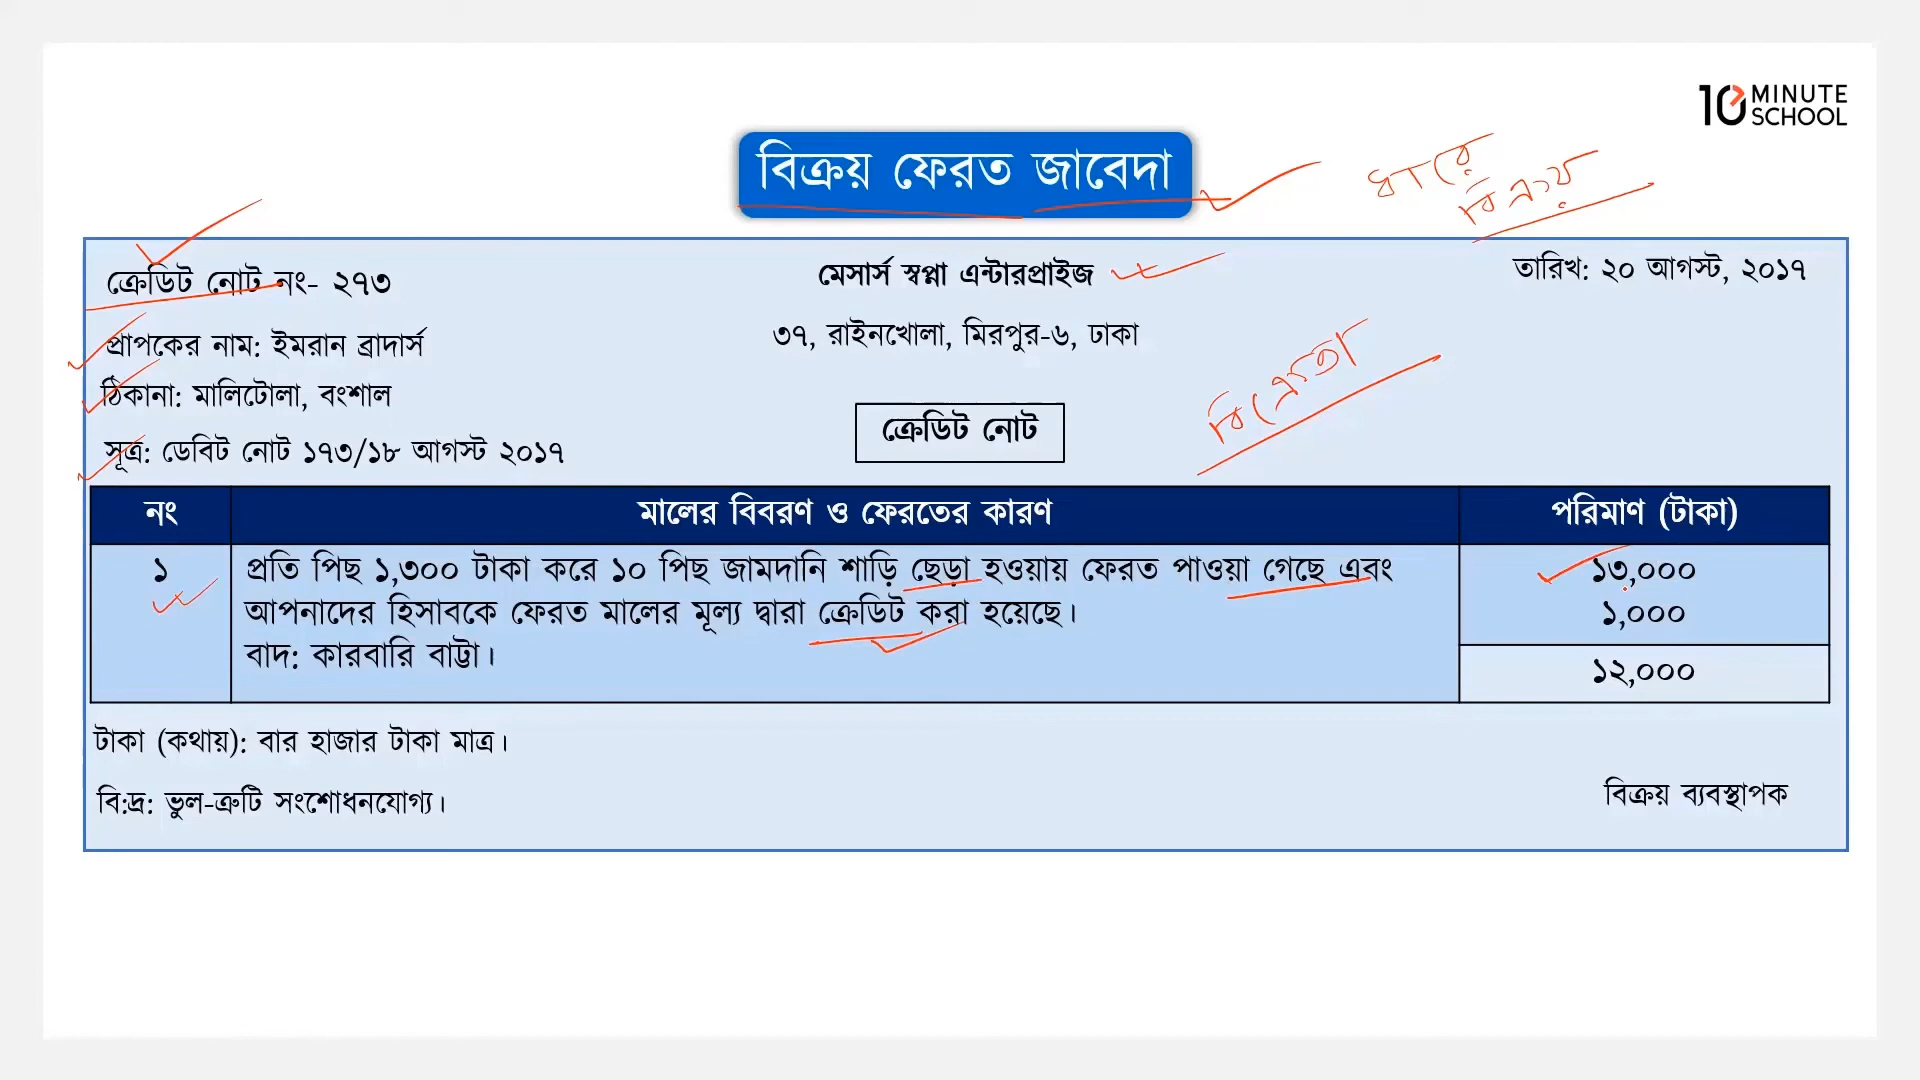 10 MINUTE SCHOOL
বিক্রয় ফেরত জাবেদা
ধারে
বিক্রয়
ক্রেডিট নোট নং- ২৭৩
মেসার্স স্বপ্না এন্টারপ্রাইজ
তারিখ: ২০ আগস্ট, ২০১৭
প্রাপকের নাম: ইমরান ব্রাদার্স
৩৭, রাইনখোলা, মিরপুর-৬, ঢাকা
ঠিকানা: মালিটোলা, বংশাল
বিক্রেতা
ক্রেডিট নোট
সূত্র: ডেবিট নোট ১৭৩/১৮ আগস্ট ২০১৭
নং মালের বিবরণ ও ফেরতের কারণ পরিমাণ (টাকা)
১ প্রতি পিছ ১,৩০০ টাকা করে ১০ পিছ জামদানি শাড়ি ছেড়া হওয়ায় ফেরত পাওয়া গেছে এবং ১৩,০০০
আপনাদের হিসাবকে ফেরত মালের মূল্য দ্বারা ক্রেডিট করা হয়েছে। ১,০০০
বাদ: কারবারি বাট্টা। ১২,০০০
টাকা (কথায়): বার হাজার টাকা মাত্র।
বি:দ্র: ভুল-ত্রুটি সংশোধনযোগ্য।
বিক্রয় ব্যবস্থাপক